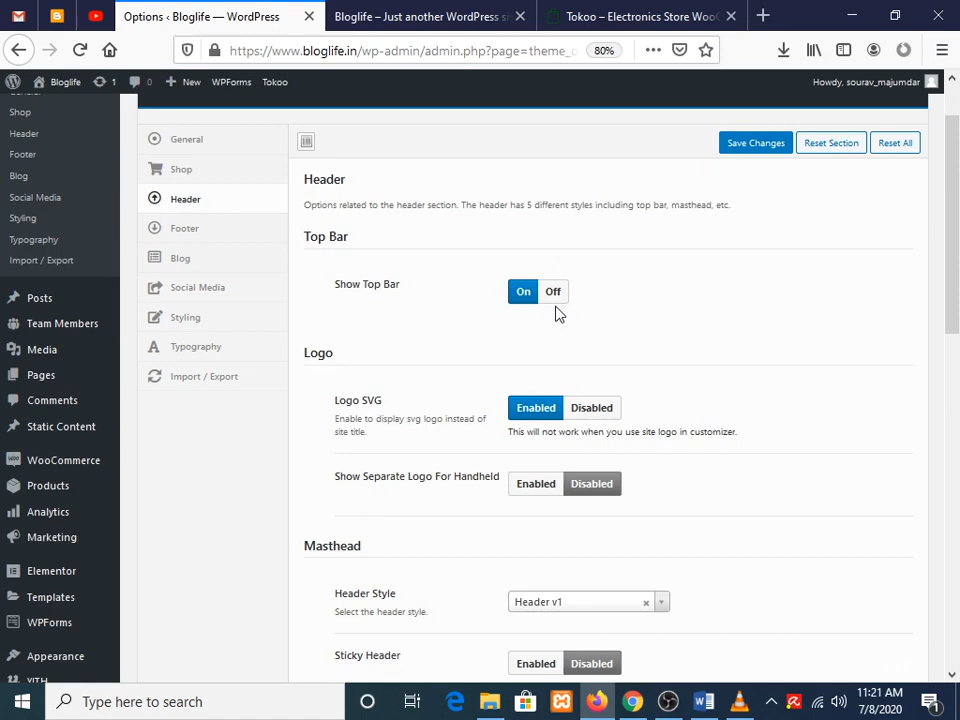 Options ‹ Bloglife — WordPress
Bloglife – Just another WordPress si
Tokoo – Electronics Store WooC
https://www.bloglife.in/wp-admin/admin.php?page=theme_o
80%
Bloglife
1
0
New
WPForms
Tokoo
Howdy, sourav_majumdar
Shop
Header
Footer
Blog
Social Media
Styling
Typography
Import / Export
Posts
Team Members
Media
Pages
Comments
Static Content
WooCommerce
Products
Analytics
Marketing
Elementor
Templates
WPForms
Appearance
YITH
General
Shop
Header
Footer
Blog
Social Media
Styling
Typography
Import / Export
Save Changes
Reset Section
Reset All
Header
Options related to the header section. The header has 5 different styles including top bar, masthead, etc.
Top Bar
Show Top Bar
On
Off
Logo
Logo SVG
Enable to display svg logo instead of
site title.
Enabled
Disabled
This will not work when you use site logo in customizer.
Show Separate Logo For Handheld
Enabled
Disabled
Masthead
Header Style
Select the header style.
Header v1
Sticky Header
Enabled
Disabled
Type here to search
11:21 AM
7/8/2020
1